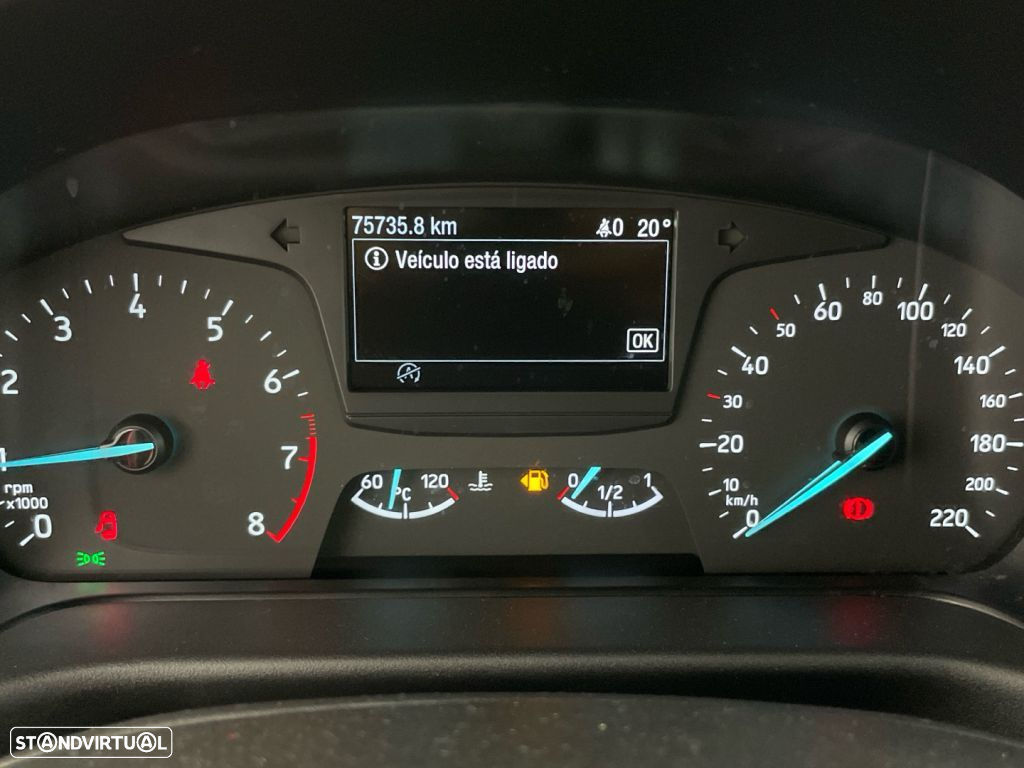 75735.8 km 0 20°
Veículo está ligado
OK
0 1 2 3 4 5 6 7 8
rpm
x1000
60 120
°C
0 1/2 1
0 10 20 30 40 50 60 80 100 120 140 160 180 200 220
km/h
STANDVIRTUAL